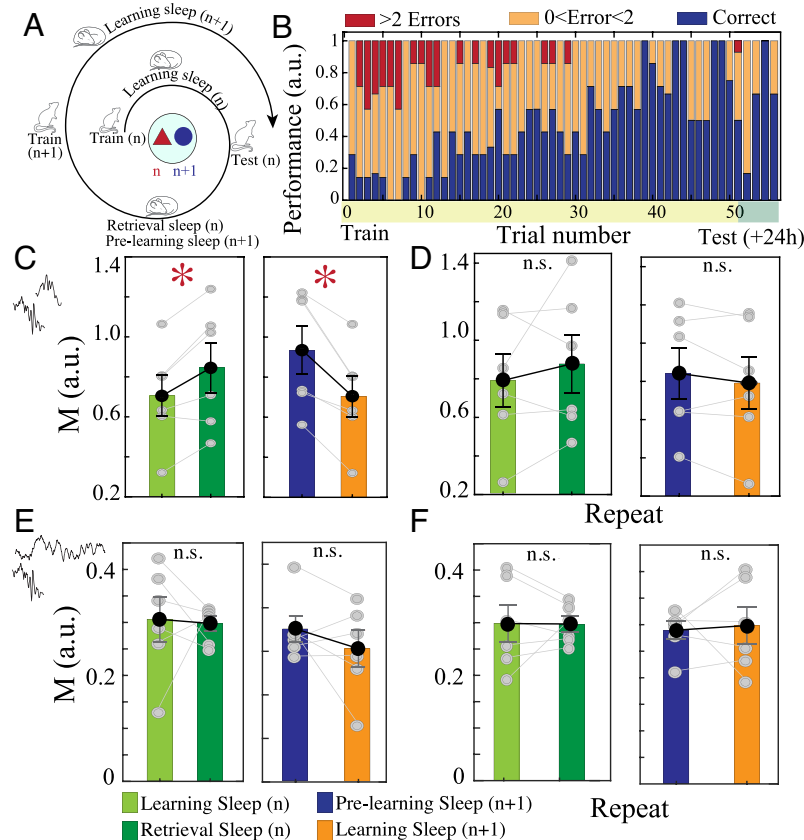 A
Learning sleep (n+1)
Learning sleep (n)
Train
(n+1)
Train (n)
n n+1
Test (n)
Retrieval sleep (n)
Pre-learning sleep (n+1)
B
>2 Errors 0<Error<2 Correct
Performance (a.u.)
1
0.8
0.6
0.4
0.2
0
0 10 20 30 40 50
Train Trial number Test (+24h)
C
M (a.u.)
1.4
1.0
0.6
0.2
*
*
D
1.4
1.0
0.8
0.6
0.2
n.s.
n.s.
Repeat
E
M (a.u.)
0.4
0.2
0
n.s.
n.s.
F
0.4
0.2
0
n.s.
n.s.
Repeat
Learning Sleep (n)
Retrieval Sleep (n)
Pre-learning Sleep (n+1)
Learning Sleep (n+1)